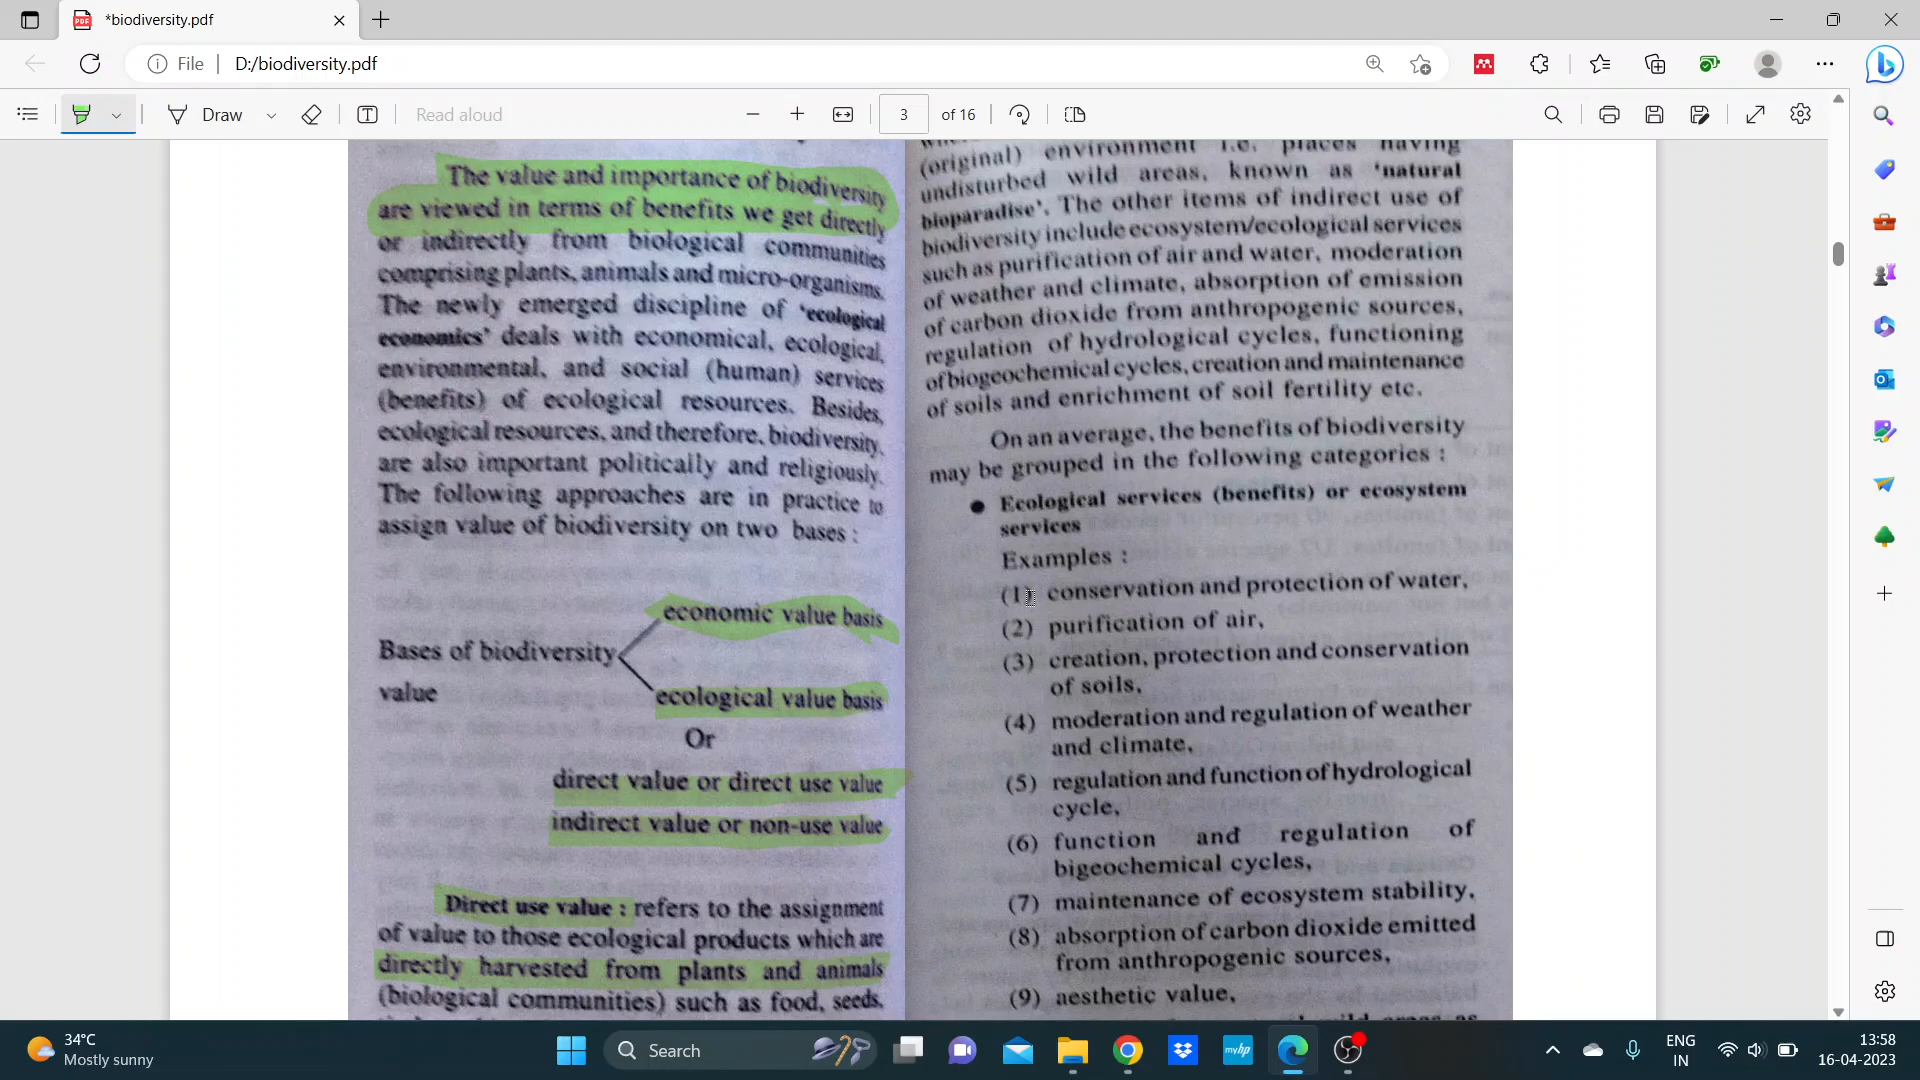 *biodiversity.pdf
File
D:/biodiversity.pdf
Draw
Read aloud
3
of 16
The value and importance of biodiversity
are viewed in terms of benefits we get directly
or indirectly from biological communities
comprising plants, animals and micro-organisms.
The newly emerged discipline of 'ecological
economics' deals with economical, ecological,
environmental, and social (human) services
(benefits) of ecological resources. Besides,
ecological resources, and therefore, biodiversity,
are also important politically and religiously.
The following approaches are in practice to
assign value of biodiversity on two bases :
economic value basis
Bases of biodiversity
value
ecological value basis
Or
direct value or direct use value
indirect value or non-use value
Direct use value : refers to the assignment
of value to those ecological products which are
directly harvested from plants and animals
(biological communities) such as food, seeds,
(original) environment i.e. places having
undisturbed wild areas, known as 'natural
bioparadise'. The other items of indirect use of
biodiversity include ecosystem/ecological services
such as purification of air and water, moderation
of weather and climate, absorption of emission
of carbon dioxide from anthropogenic sources,
regulation of hydrological cycles, functioning
of biogeochemical cycles, creation and maintenance
of soils and enrichment of soil fertility etc.
On an average, the benefits of biodiversity
may be grouped in the following categories :
● Ecological services (benefits) or ecosystem
services
Examples :
(1) conservation and protection of water,
(2) purification of air,
(3) creation, protection and conservation
of soils,
(4) moderation and regulation of weather
and climate,
(5) regulation and function of hydrological
cycle,
(6) function and regulation of
bigeochemical cycles,
(7) maintenance of ecosystem stability,
(8) absorption of carbon dioxide emitted
from anthropogenic sources,
(9) aesthetic value,
34°C
Mostly sunny
Search
myhp
ENG
IN
13:58
16-04-2023